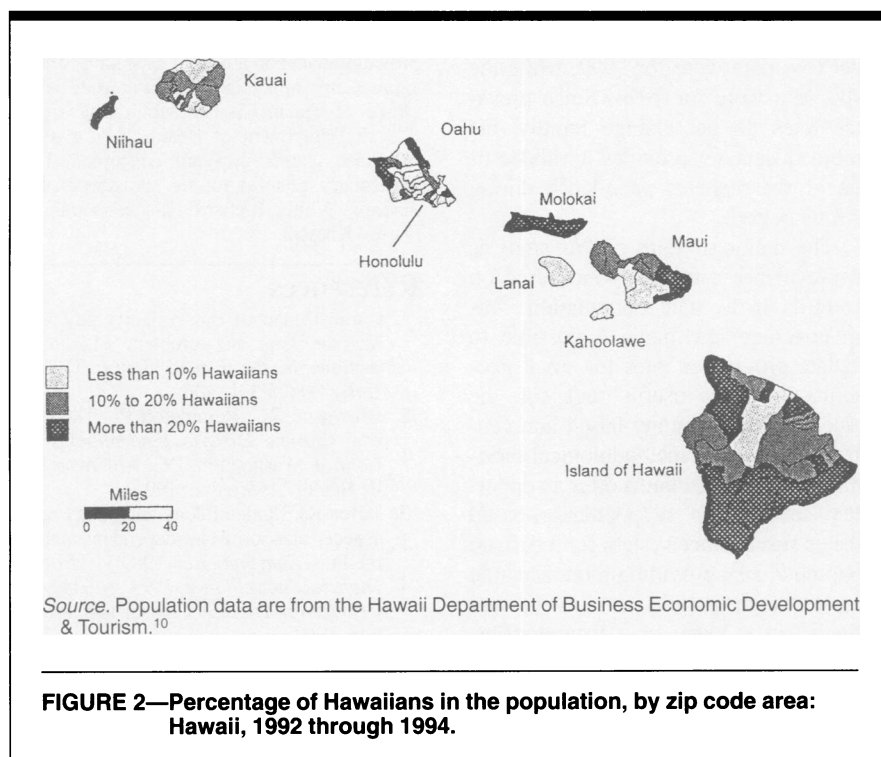 Kauai
Niihau
Oahu
Honolulu
Molokai
Maui
Lanai
Kahoolawe
Less than 10% Hawaiians
10% to 20% Hawaiians
More than 20% Hawaiians
Island of Hawaii
Miles
0 20 40
Source. Population data are from the Hawaii Department of Business Economic Development
& Tourism.10
FIGURE 2—Percentage of Hawaiians in the population, by zip code area:
Hawaii, 1992 through 1994.